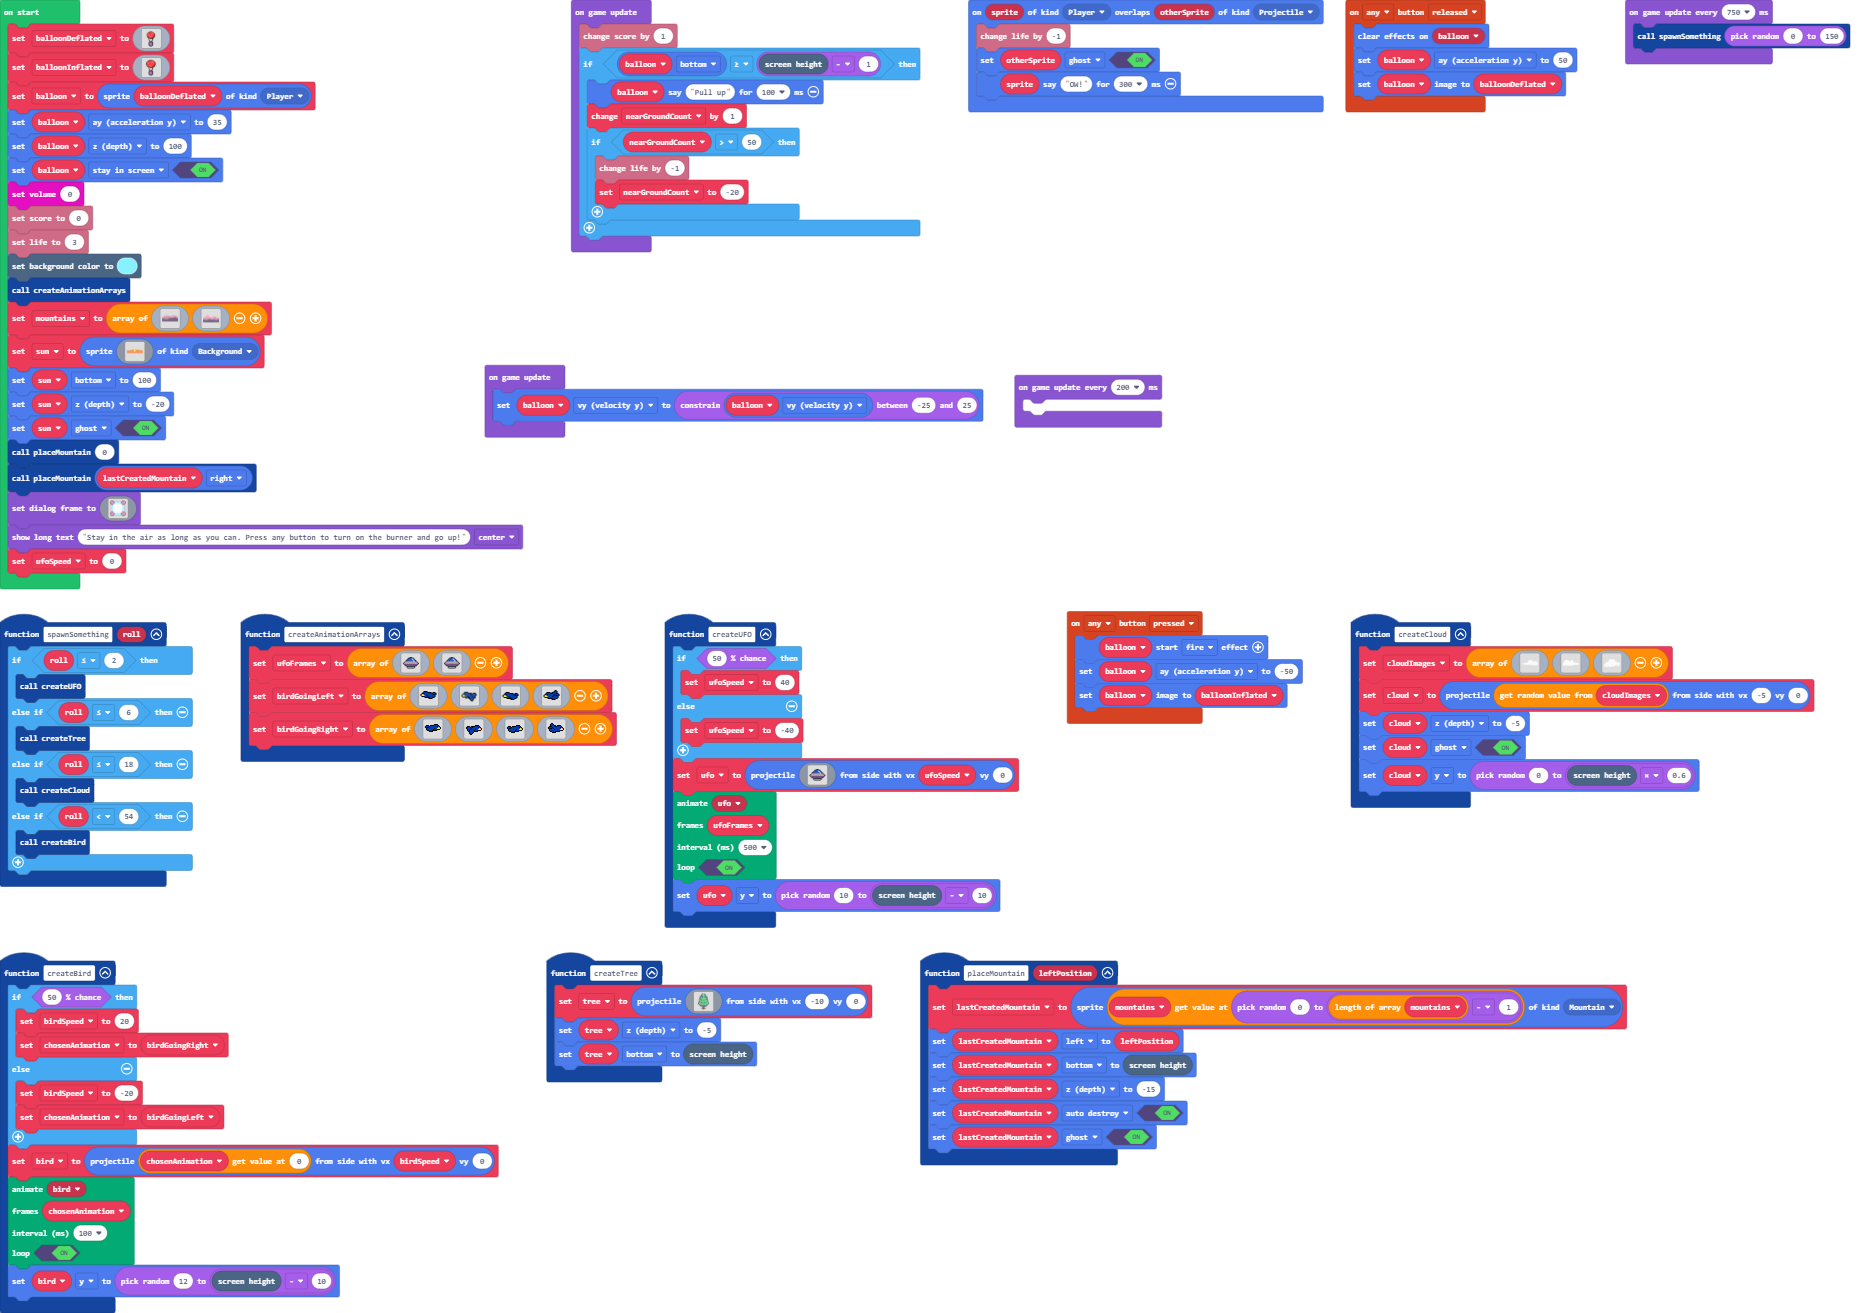 on start
set balloonDeflated to
set balloonInflated to
set balloon to sprite balloonDeflated of kind Player
set balloon ay (acceleration y) to 35
set balloon z (depth) to 100
set balloon stay in screen ON
set volume 0
set score to 0
set life to 3
set background color to
call createAnimationArrays
set mountains to array of
set sun to sprite of kind Background
set sun bottom to 100
set sun z (depth) to -20
set sun ghost ON
call placeMountain 0
call placeMountain lastCreatedMountain right
set dialog frame to
show long text "Stay in the air as long as you can. Press any button to turn on the burner and go up!" center
set ufoSpeed to 0
on game update
change score by 1
if balloon bottom ≥ screen height - 1 then
balloon say "Pull up" for 100 ms
change nearGroundCount by 1
if nearGroundCount > 50 then
change life by -1
set nearGroundCount to -20
on sprite of kind Player overlaps otherSprite of kind Projectile
change life by -1
set otherSprite ghost ON
sprite say "OW!" for 300 ms
on any button released
clear effects on balloon
set balloon ay (acceleration y) to 50
set balloon image to balloonDeflated
on game update every 750 ms
call spawnSomething pick random 0 to 150
on game update
set balloon vy (velocity y) to constrain balloon vy (velocity y) between -25 and 25
on game update every 200 ms
function spawnSomething roll
if roll ≤ 2 then
call createUFO
else if roll ≤ 6 then
call createTree
else if roll ≤ 18 then
call createCloud
else if roll < 54 then
call createBird
function createAnimationArrays
set ufoFrames to array of
set birdGoingLeft to array of
set birdGoingRight to array of
function createUFO
if 50 % chance then
set ufoSpeed to 40
else
set ufoSpeed to -40
set ufo to projectile from side with vx ufoSpeed vy 0
animate ufo
frames ufoFrames
interval (ms) 500
loop ON
set ufo y to pick random 10 to screen height - 10
on any button pressed
balloon start fire effect
set balloon ay (acceleration y) to -50
set balloon image to balloonInflated
function createCloud
set cloudImages to array of
set cloud to projectile get random value from cloudImages from side with vx -5 vy 0
set cloud z (depth) to -5
set cloud ghost ON
set cloud y to pick random 0 to screen height × 0.6
function createBird
if 50 % chance then
set birdSpeed to 20
set chosenAnimation to birdGoingRight
else
set birdSpeed to -20
set chosenAnimation to birdGoingLeft
set bird to projectile chosenAnimation get value at 0 from side with vx birdSpeed vy 0
animate bird
frames chosenAnimation
interval (ms) 100
loop ON
set bird y to pick random 12 to screen height - 10
function createTree
set tree to projectile from side with vx -10 vy 0
set tree z (depth) to -5
set tree bottom to screen height
function placeMountain leftPosition
set lastCreatedMountain to sprite mountains get value at pick random 0 to length of array mountains - 1 of kind Mountain
set lastCreatedMountain left to leftPosition
set lastCreatedMountain bottom to screen height
set lastCreatedMountain z (depth) to -15
set lastCreatedMountain auto destroy ON
set lastCreatedMountain ghost ON